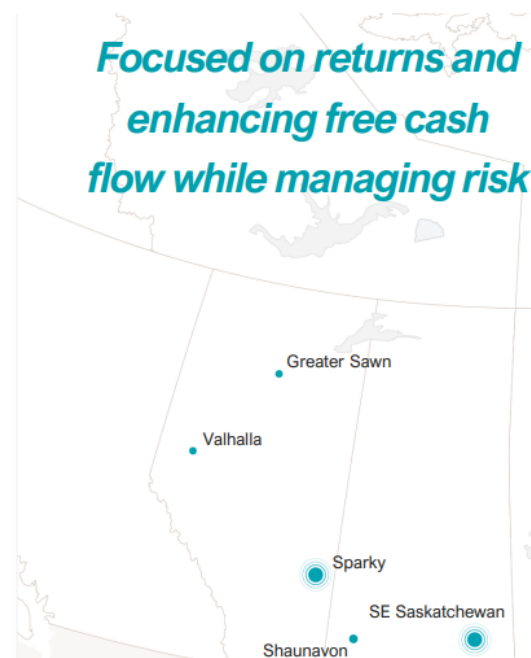 Focused on returns and
enhancing free cash
flow while managing risk
Greater Sawn
Valhalla
Sparky
SE Saskatchewan
Shaunavon